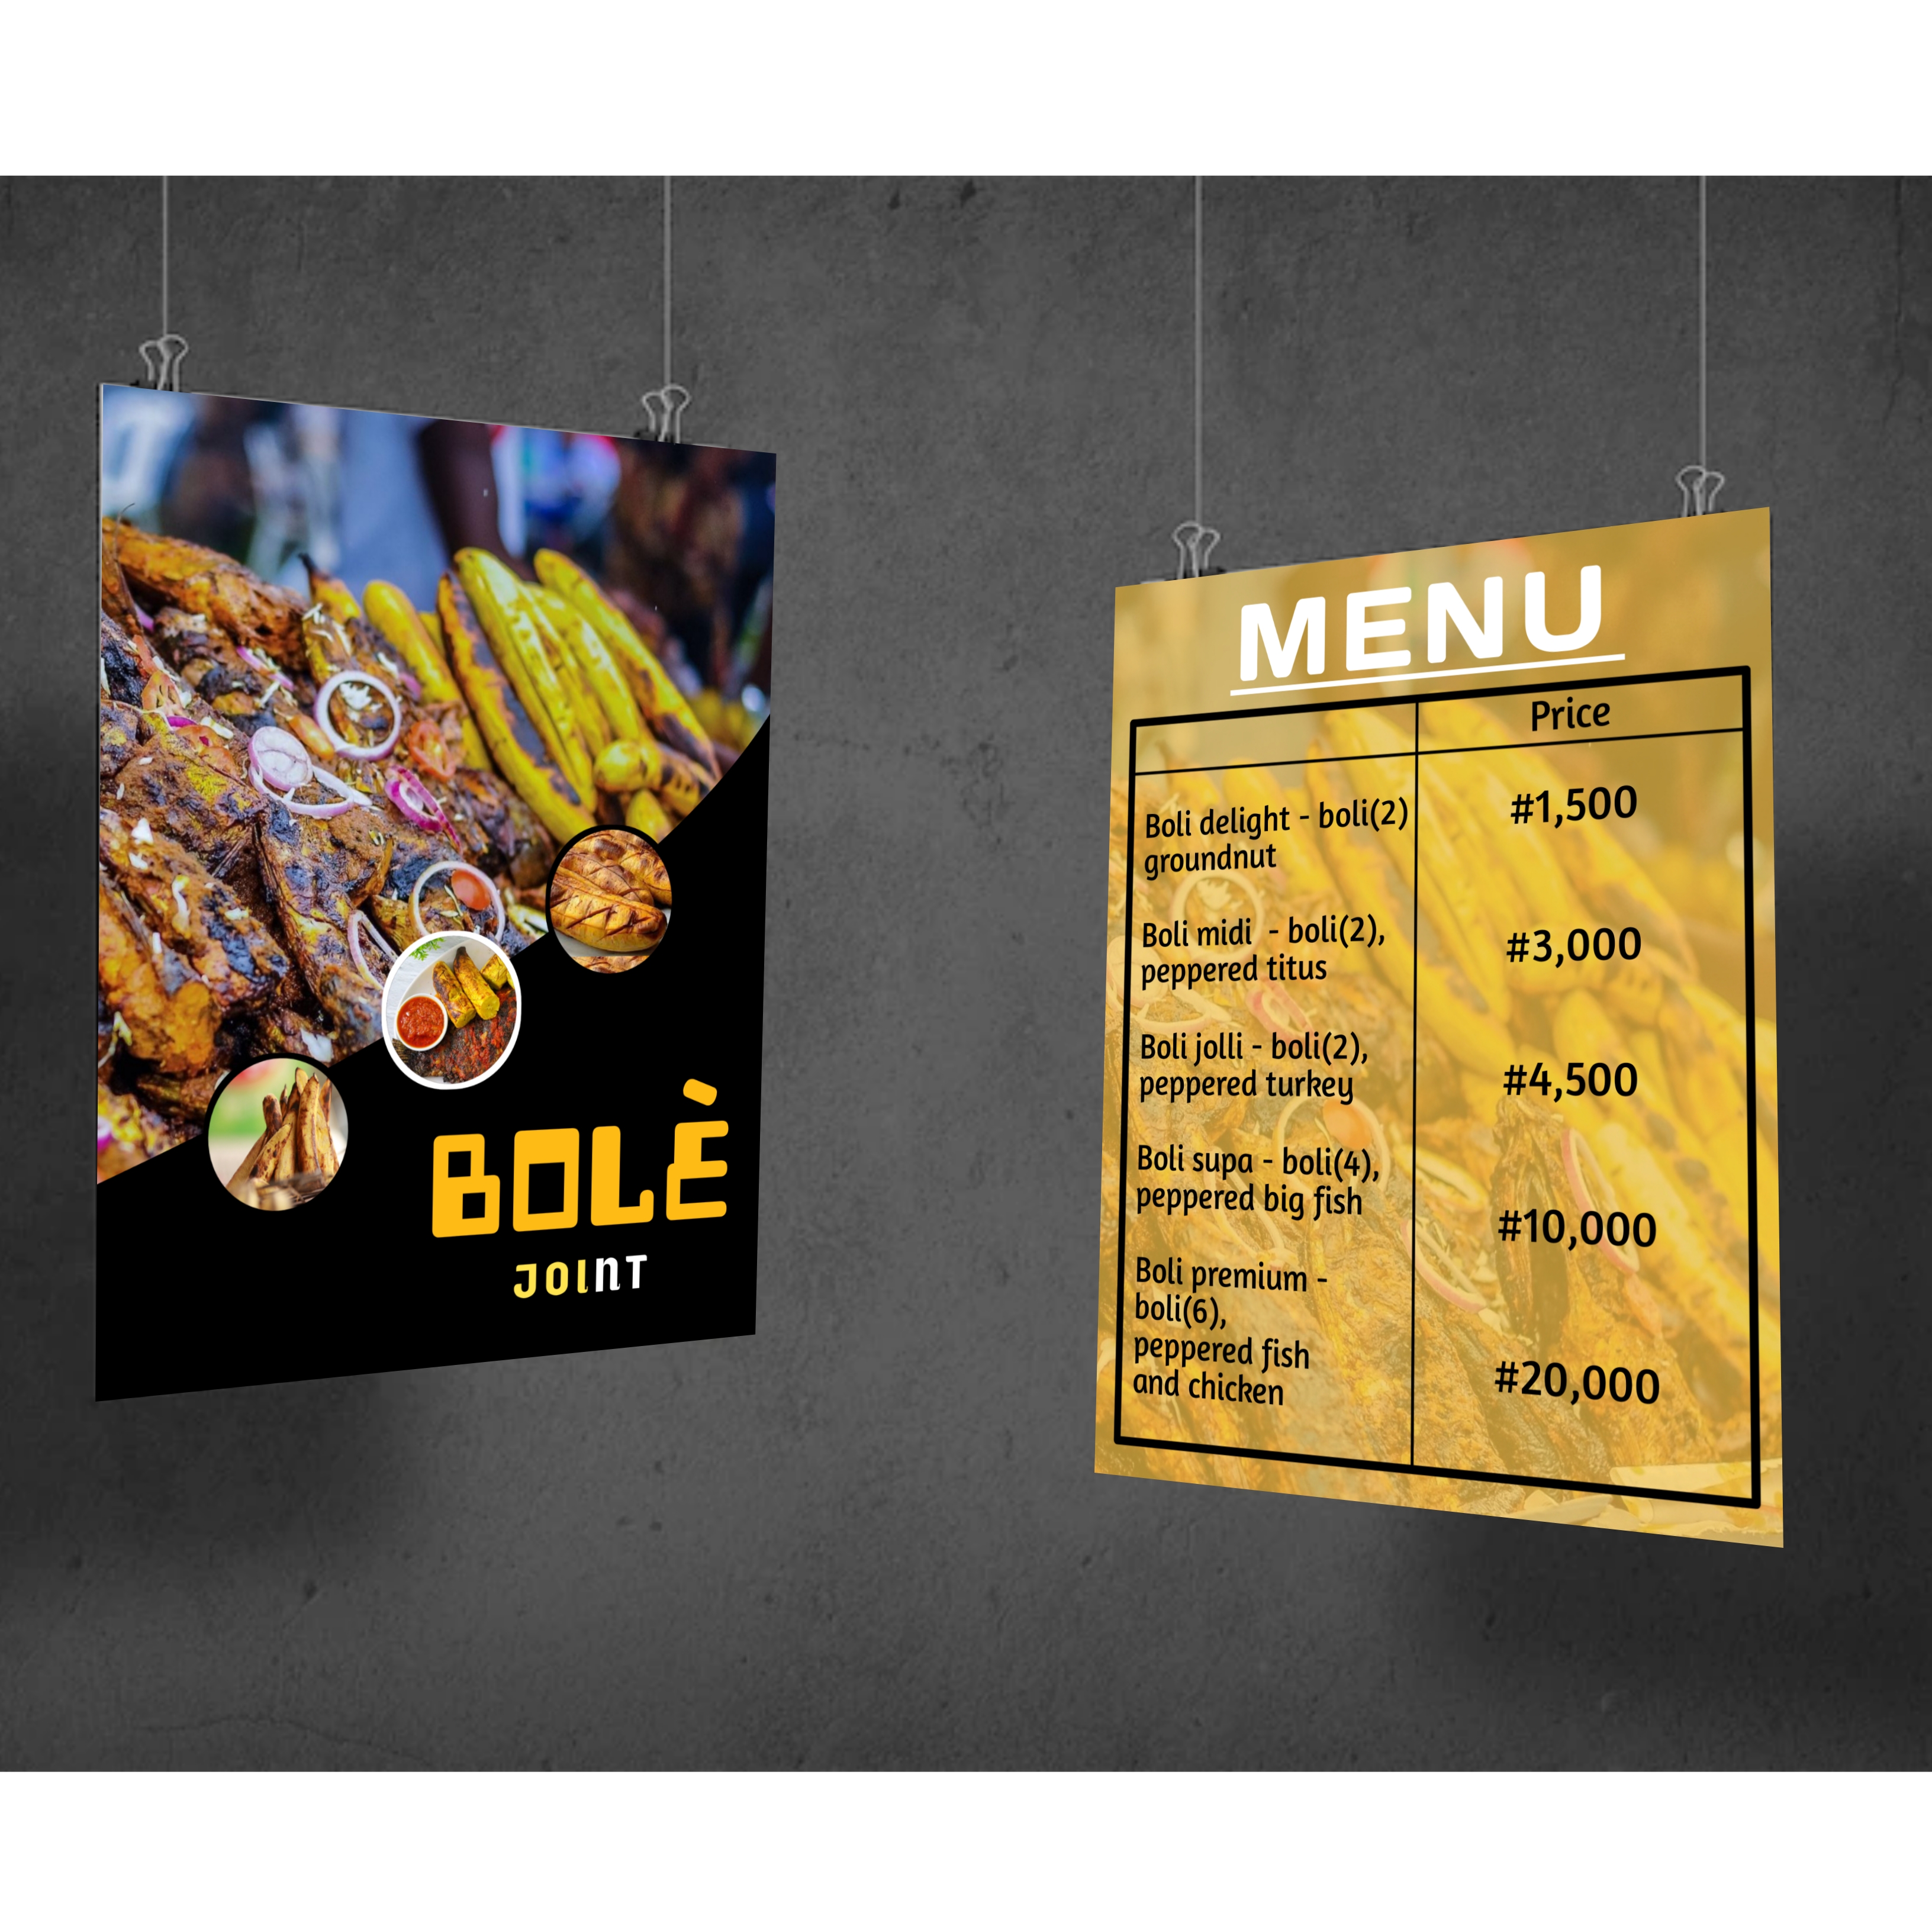 BOLÈ
JOINT
MENU
Price
Boli delight - boli(2)
groundnut
#1,500
Boli midi - boli(2),
peppered titus
#3,000
Boli jolli - boli(2),
peppered turkey
#4,500
Boli supa - boli(4),
peppered big fish
#10,000
Boli premium -
boli(6),
peppered fish
and chicken
#20,000